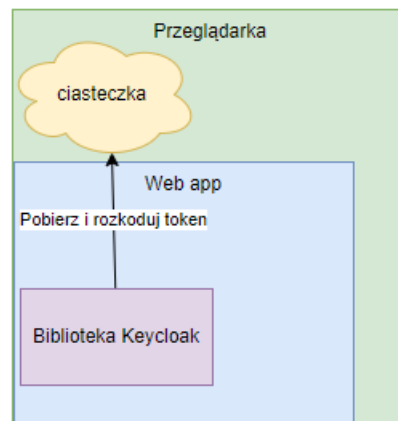 Przeglądarka
ciasteczka
Web app
Pobierz i rozkoduj token
Biblioteka Keycloak